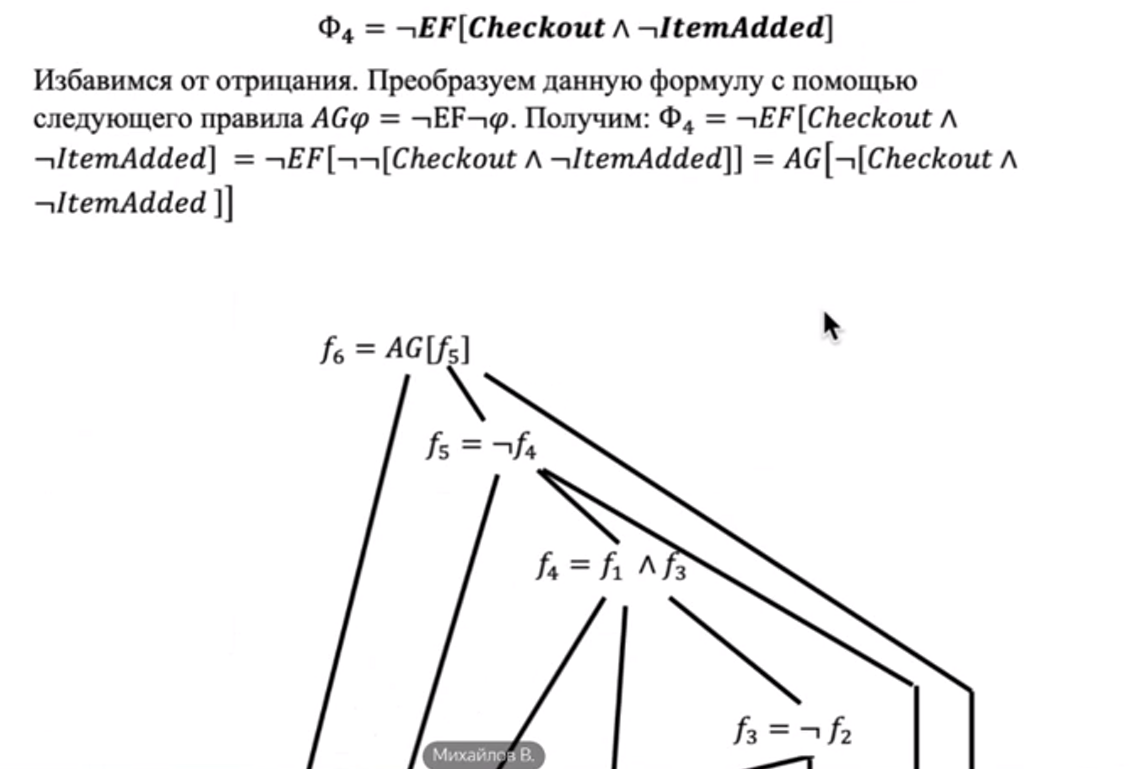 Φ₄ = ¬EF[Checkout ∧ ¬ItemAdded]
Избавимся от отрицания. Преобразуем данную формулу с помощью
следующего правила AGφ = ¬EF¬φ. Получим: Φ₄ = ¬EF[Checkout ∧
¬ItemAdded] = ¬EF[¬¬[Checkout ∧ ¬ItemAdded]] = AG[¬[Checkout ∧
¬ItemAdded ]]
f₆ = AG[f₅]
f₅ = ¬f₄
f₄ = f₁ ∧ f₃
f₃ = ¬ f₂
Михайлов В.